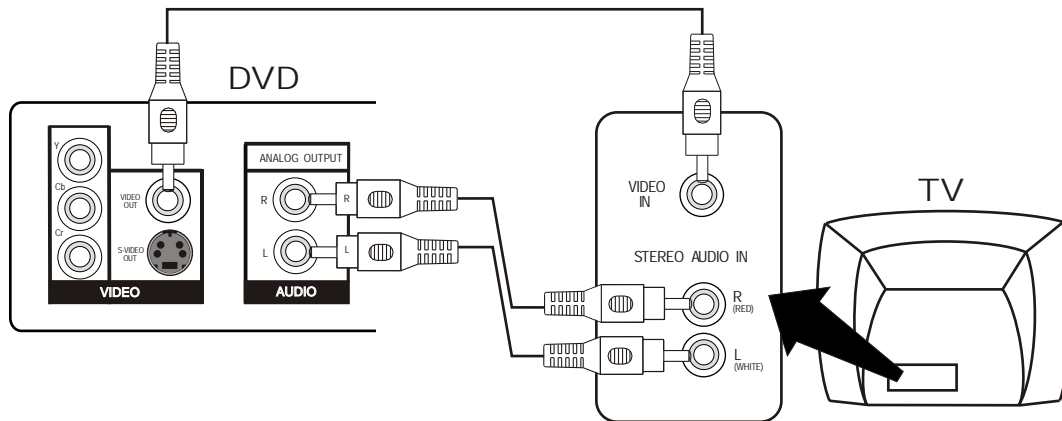 DVD
Y
Cb
Cr
VIDEO
OUT
S-VIDEO
OUT
VIDEO
ANALOG OUTPUT
R
R
L
L
AUDIO
VIDEO
IN
STEREO AUDIO IN
R
(RED)
L
(WHITE)
TV